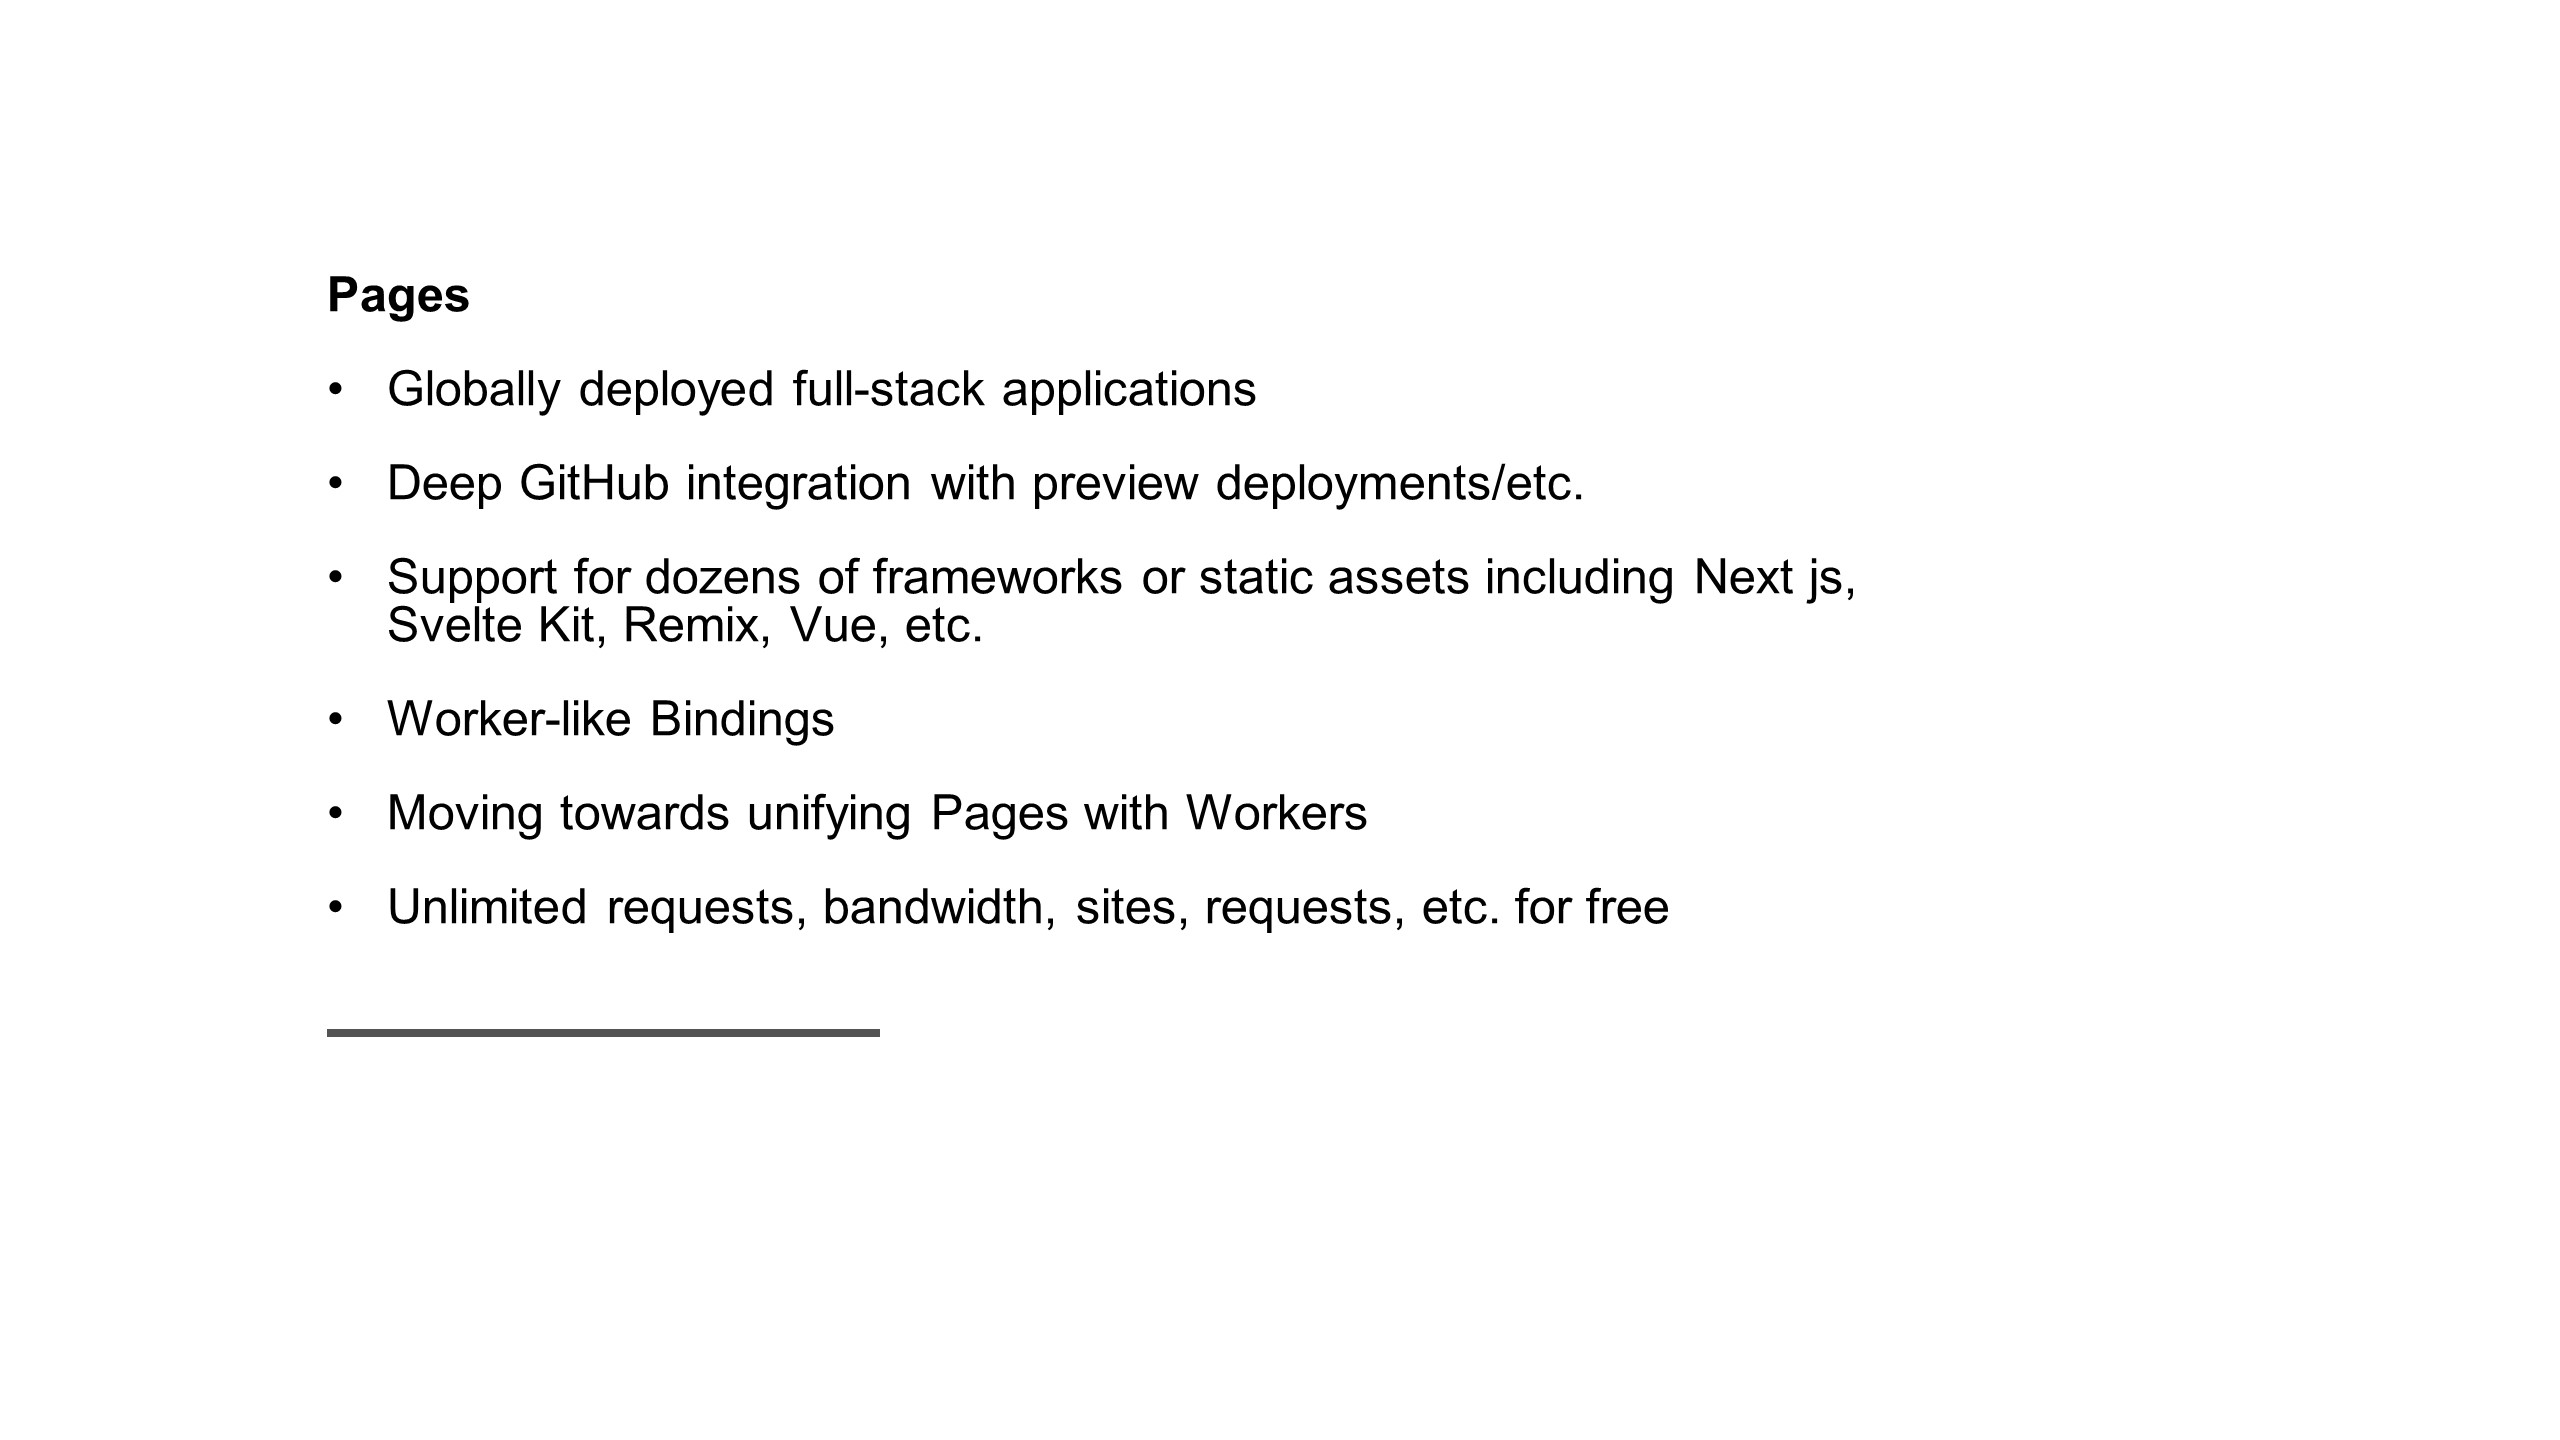 Pages
• Globally deployed full-stack applications
• Deep GitHub integration with preview deployments/etc.
• Support for dozens of frameworks or static assets including Next js,
Svelte Kit, Remix, Vue, etc.
• Worker-like Bindings
• Moving towards unifying Pages with Workers
• Unlimited requests, bandwidth, sites, requests, etc. for free